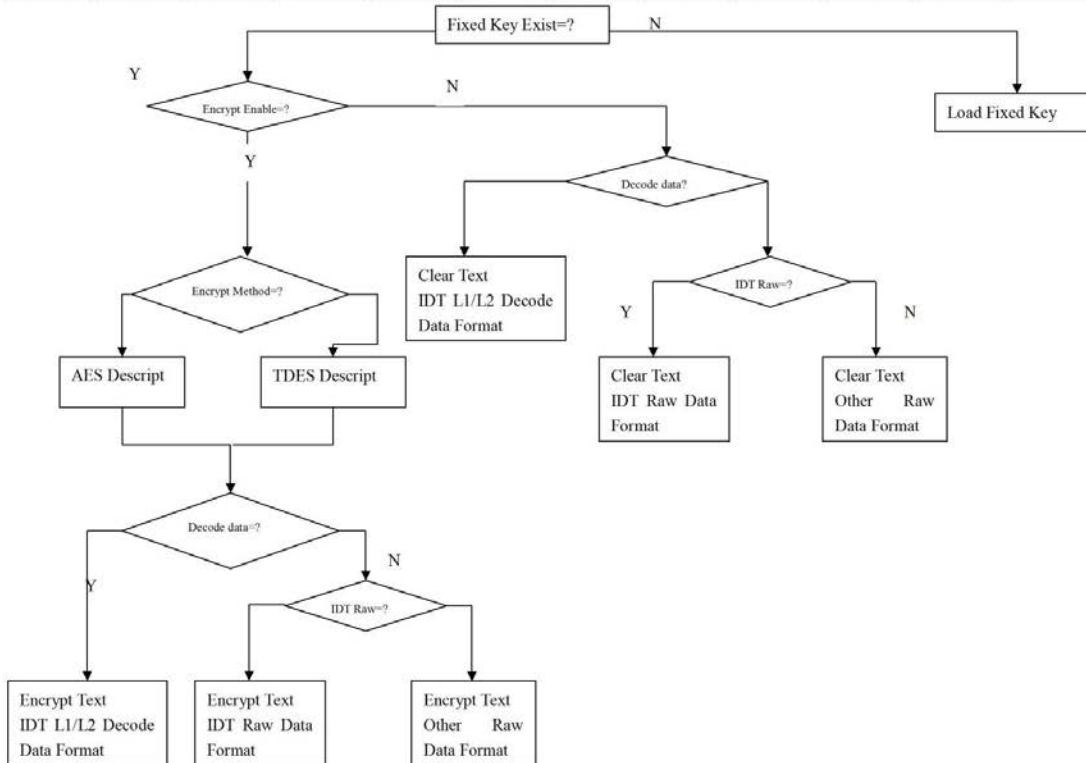 Fixed Key Exist=?
N
Y
Encrypt Enable=?
N
Load Fixed Key
Y
Decode data?
Encrypt Method=?
Clear Text
IDT L1/L2 Decode
Data Format
IDT Raw=?
Y
N
AES Descript
TDES Descript
Clear Text
IDT Raw Data
Format
Clear Text
Other Raw
Data Format
Decode data=?
Y
N
IDT Raw=?
Encrypt Text
IDT L1/L2 Decode
Data Format
Encrypt Text
IDT Raw Data
Format
Encrypt Text
Other Raw
Data Format